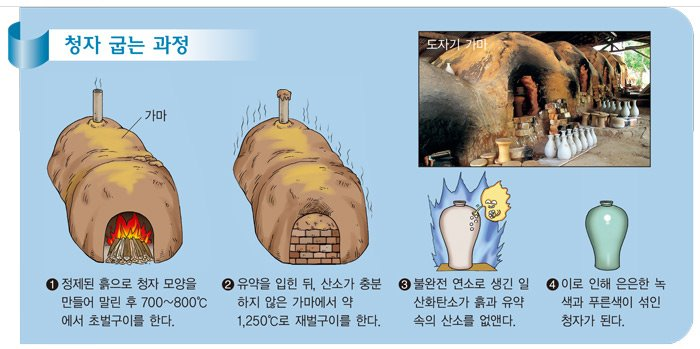 청자 굽는 과정
가마
도자기 가마
❶ 정제된 흙으로 청자 모양을
만들어 말린 후 700~800℃
에서 초벌구이를 한다.
❷ 유약을 입힌 뒤, 산소가 충분
하지 않은 가마에서 약
1,250℃로 재벌구이를 한다.
❸ 불완전 연소로 생긴 일
산화탄소가 흙과 유약
속의 산소를 없앤다.
❹ 이로 인해 은은한 녹
색과 푸른색이 섞인
청자가 된다.